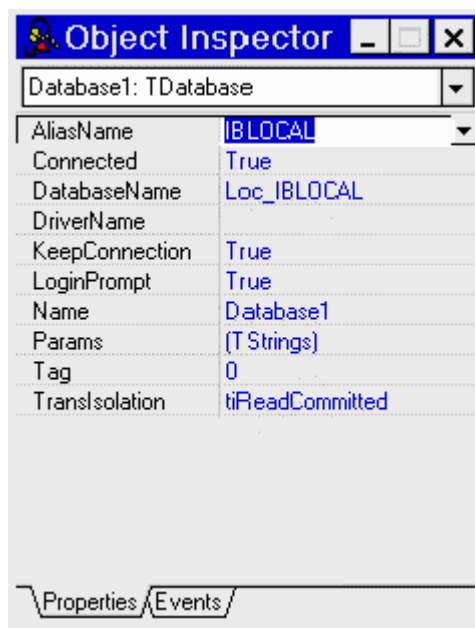 Object Inspector
Database1: TDatabase
AliasName IBLOCAL
Connected True
DatabaseName Loc_IBLOCAL
DriverName
KeepConnection True
LoginPrompt True
Name Database1
Params (TStrings)
Tag 0
TransIsolation tiReadCommitted
Properties Events